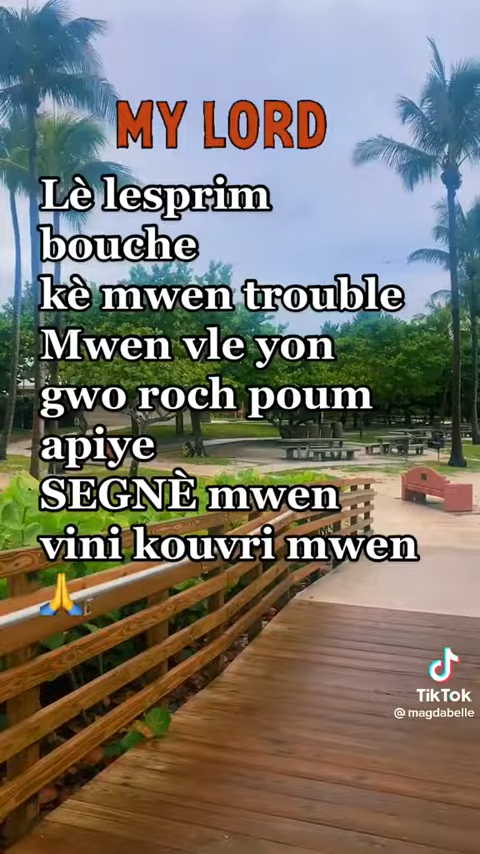 MY LORD
Lè lesprim
bouche
kè mwen trouble
Mwen vle yon
gwo roch poum
apiye
SEGNÈ mwen
vini kouvri mwen
🙏
TikTok
@magdabelle